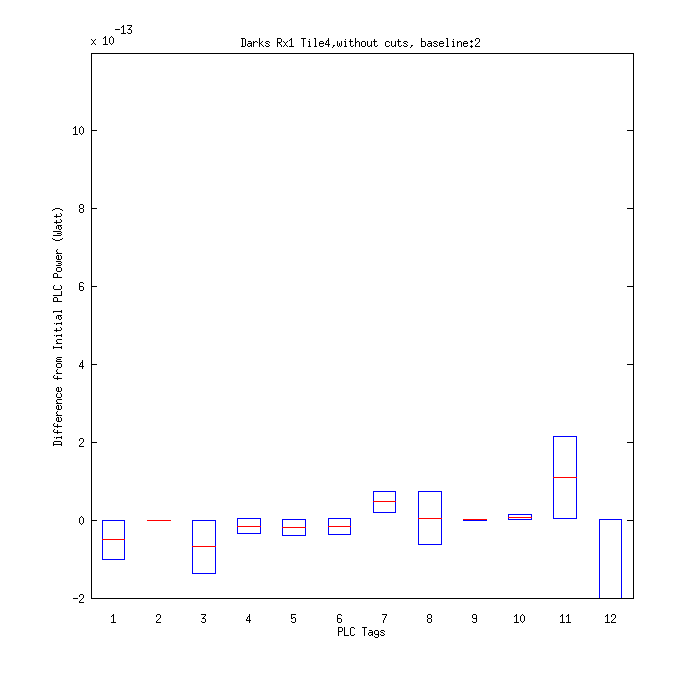 x 10-13
Darks Rx1 Tile4,without cuts, baseline:2
Difference from Initial PLC Power (Watt)
10
8
6
4
2
0
-2
1 2 3 4 5 6 7 8 9 10 11 12
PLC Tags